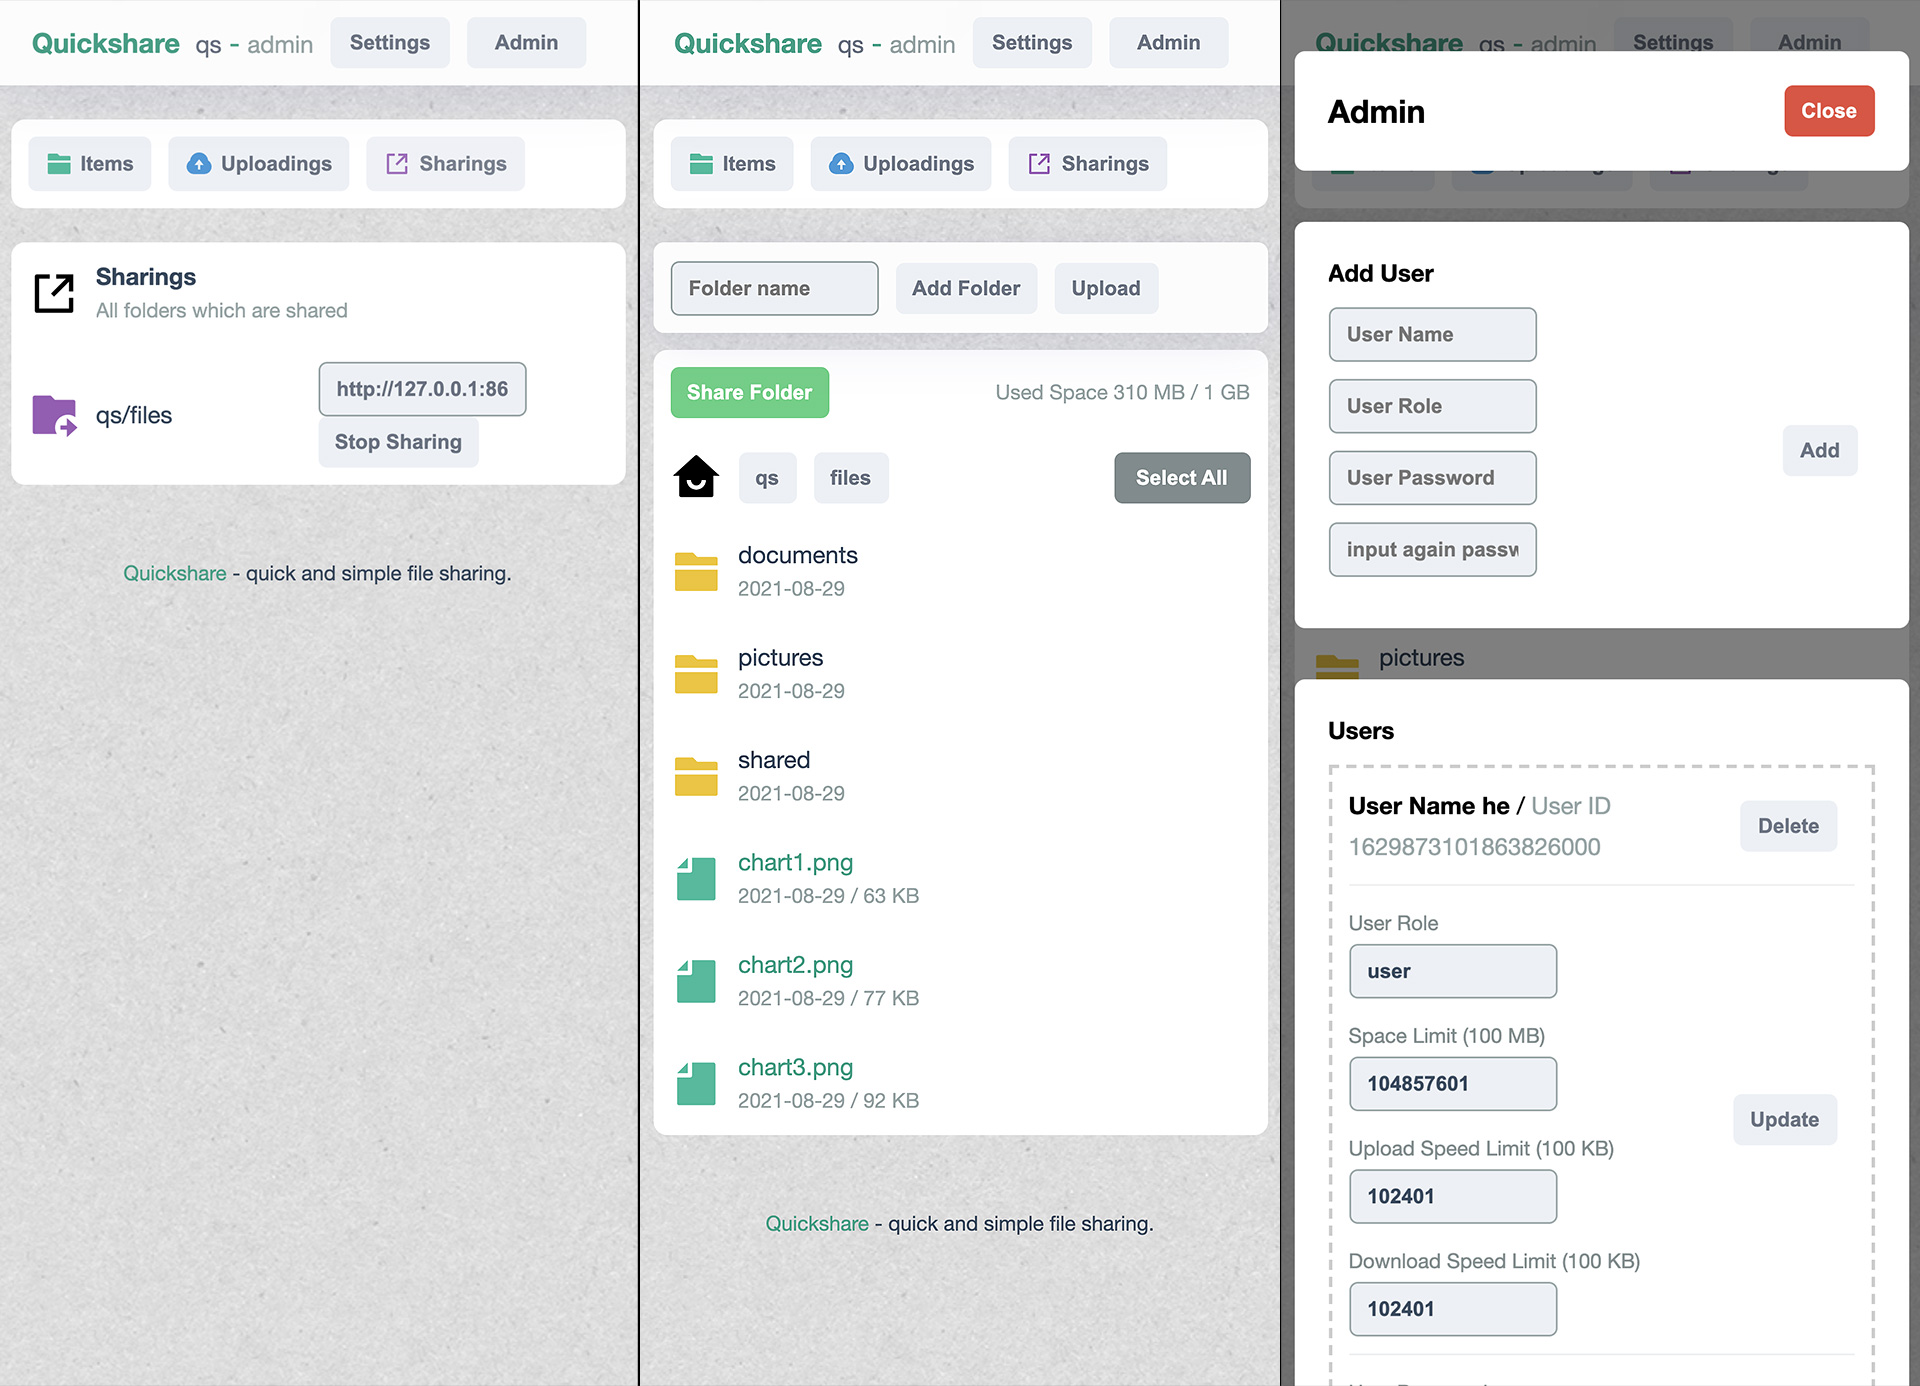 Quickshare qs - admin Settings Admin
Items Uploadings Sharings
Sharings
All folders which are shared
qs/files
http://127.0.0.1:86
Stop Sharing
Quickshare - quick and simple file sharing.
Quickshare qs - admin Settings Admin
Items Uploadings Sharings
Folder name Add Folder Upload
Share Folder Used Space 310 MB / 1 GB
qs files Select All
documents
2021-08-29
pictures
2021-08-29
shared
2021-08-29
chart1.png
2021-08-29 / 63 KB
chart2.png
2021-08-29 / 77 KB
chart3.png
2021-08-29 / 92 KB
Quickshare - quick and simple file sharing.
Quickshare qs - admin Settings Admin
Admin Close
Add User
User Name
User Role
User Password
input again passw
Add
pictures
Users
User Name he / User ID
1629873101863826000
Delete
User Role
user
Space Limit (100 MB)
104857601
Update
Upload Speed Limit (100 KB)
102401
Download Speed Limit (100 KB)
102401